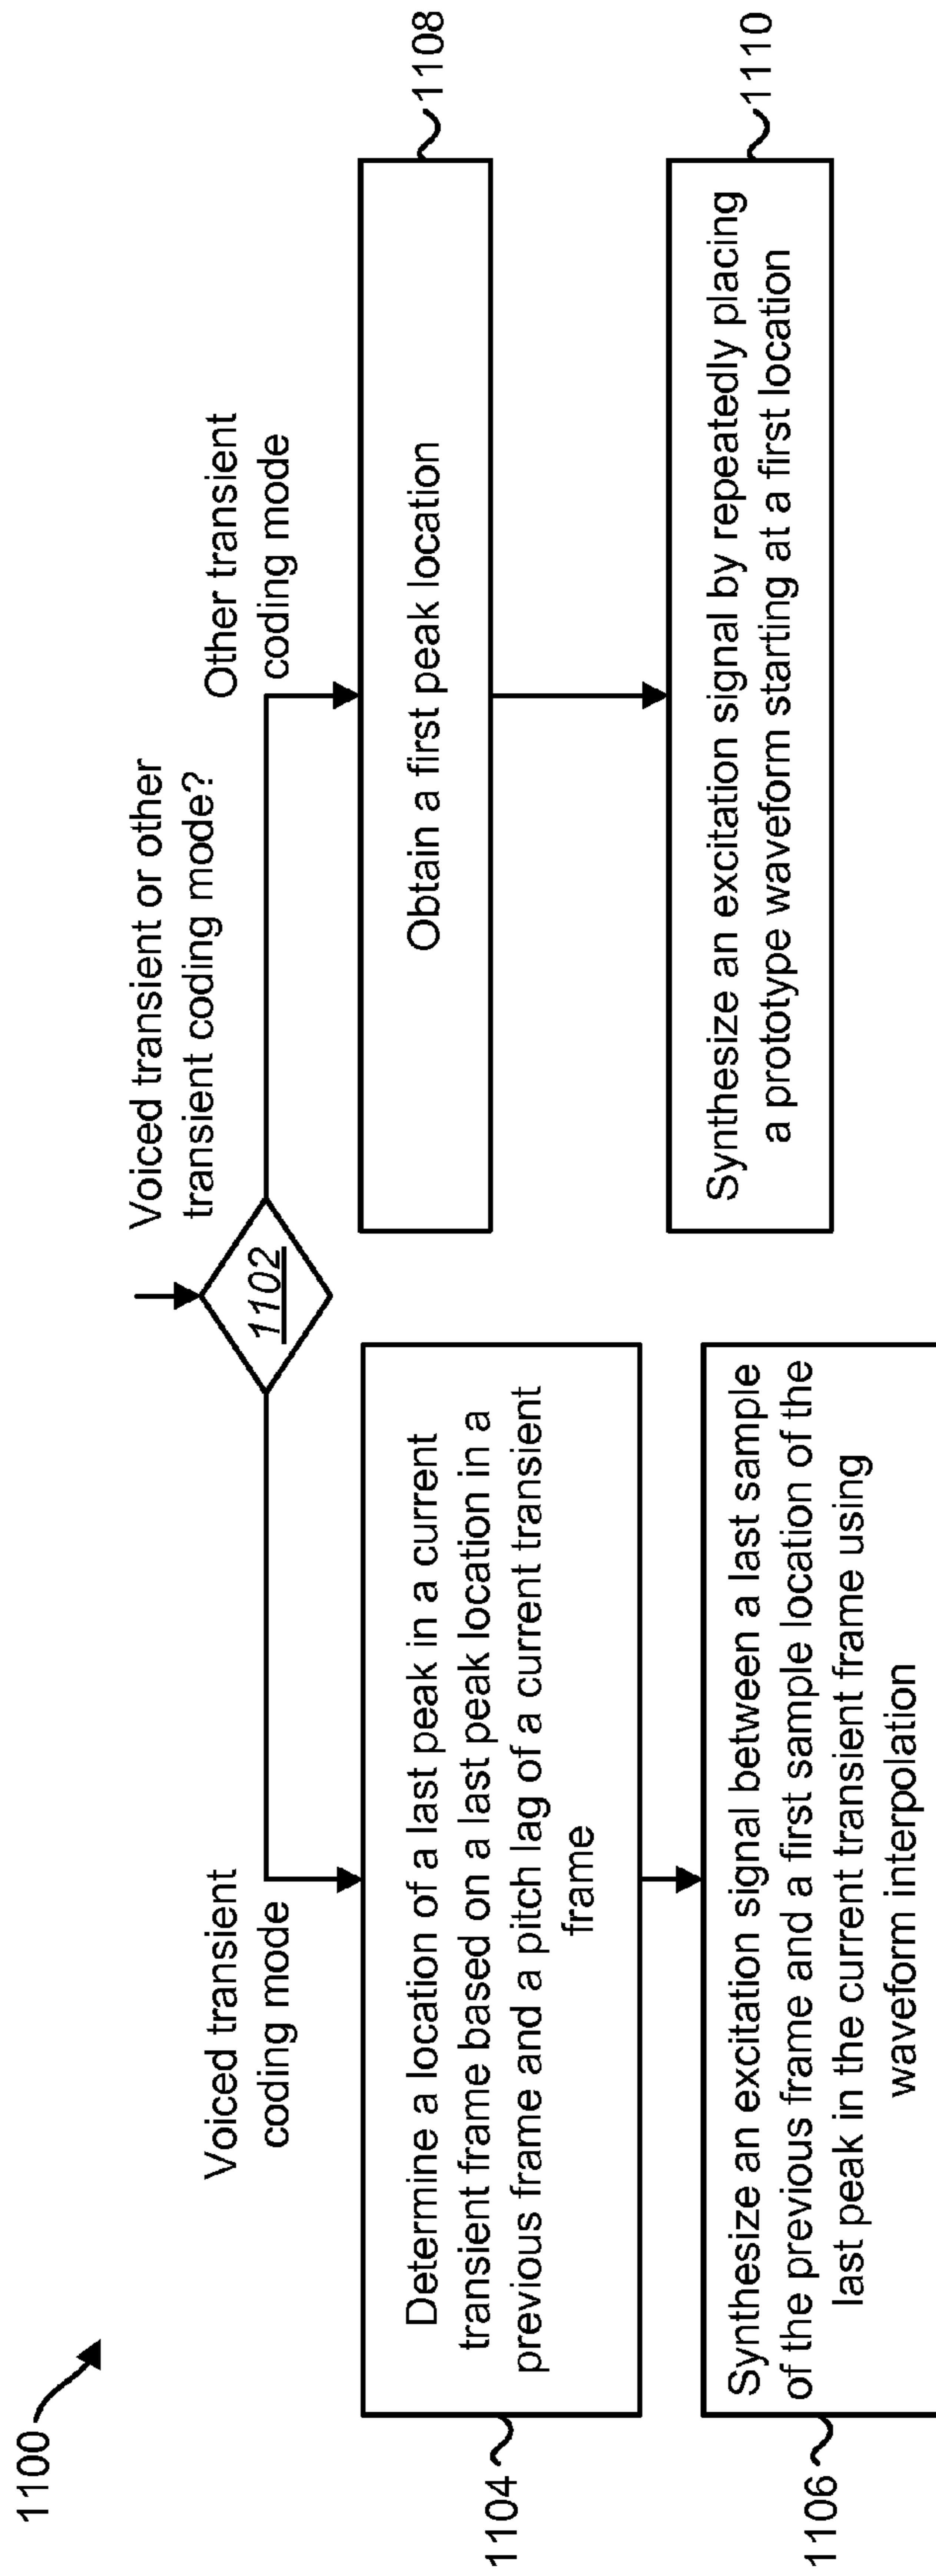 1100
Voiced transient or other
transient coding mode?
1102
Voiced transient
coding mode
Other transient
coding mode
1104
Determine a location of a last peak in a current
transient frame based on a last peak location in a
previous frame and a pitch lag of a current transient
frame
1106
Synthesize an excitation signal between a last sample
of the previous frame and a first sample location of the
last peak in the current transient frame using
waveform interpolation
Obtain a first peak location
1108
Synthesize an excitation signal by repeatedly placing
a prototype waveform starting at a first location
1110